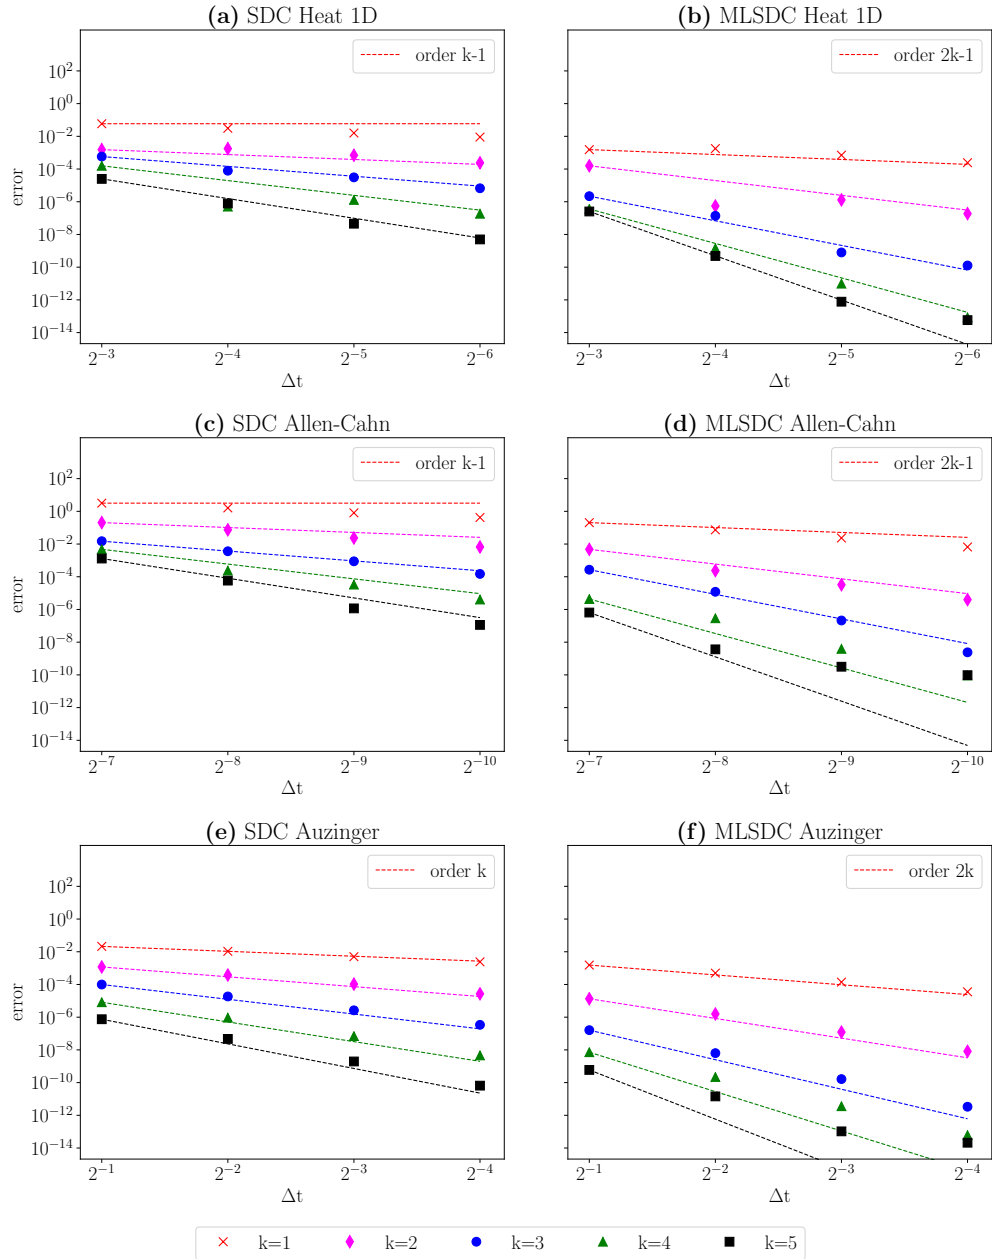 (a) SDC Heat 1D
(b) MLSDC Heat 1D
order k-1
order 2k-1
error
10^2
10^0
10^−2
10^−4
10^−6
10^−8
10^−10
10^−12
10^−14
2^−3 2^−4 2^−5 2^−6
Δt
2^−3 2^−4 2^−5 2^−6
Δt
(c) SDC Allen-Cahn
(d) MLSDC Allen-Cahn
order k-1
order 2k-1
error
10^2
10^0
10^−2
10^−4
10^−6
10^−8
10^−10
10^−12
10^−14
2^−7 2^−8 2^−9 2^−10
Δt
2^−7 2^−8 2^−9 2^−10
Δt
(e) SDC Auzinger
(f) MLSDC Auzinger
order k
order 2k
error
10^2
10^0
10^−2
10^−4
10^−6
10^−8
10^−10
10^−12
10^−14
2^−1 2^−2 2^−3 2^−4
Δt
2^−1 2^−2 2^−3 2^−4
Δt
k=1 k=2 k=3 k=4 k=5